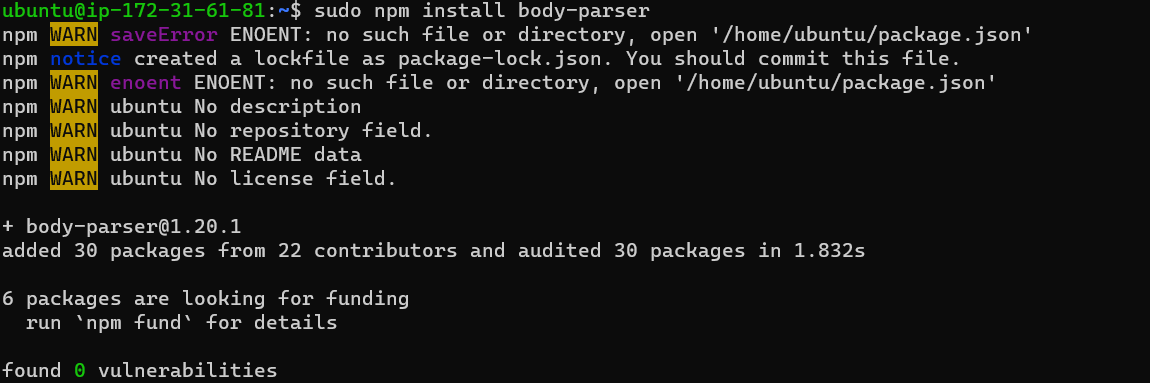 ubuntu@ip-172-31-61-81:~$ sudo npm install body-parser
npm WARN saveError ENOENT: no such file or directory, open '/home/ubuntu/package.json'
npm notice created a lockfile as package-lock.json. You should commit this file.
npm WARN enoent ENOENT: no such file or directory, open '/home/ubuntu/package.json'
npm WARN ubuntu No description
npm WARN ubuntu No repository field.
npm WARN ubuntu No README data
npm WARN ubuntu No license field.
+ body-parser@1.20.1
added 30 packages from 22 contributors and audited 30 packages in 1.832s
6 packages are looking for funding
  run `npm fund` for details
found 0 vulnerabilities